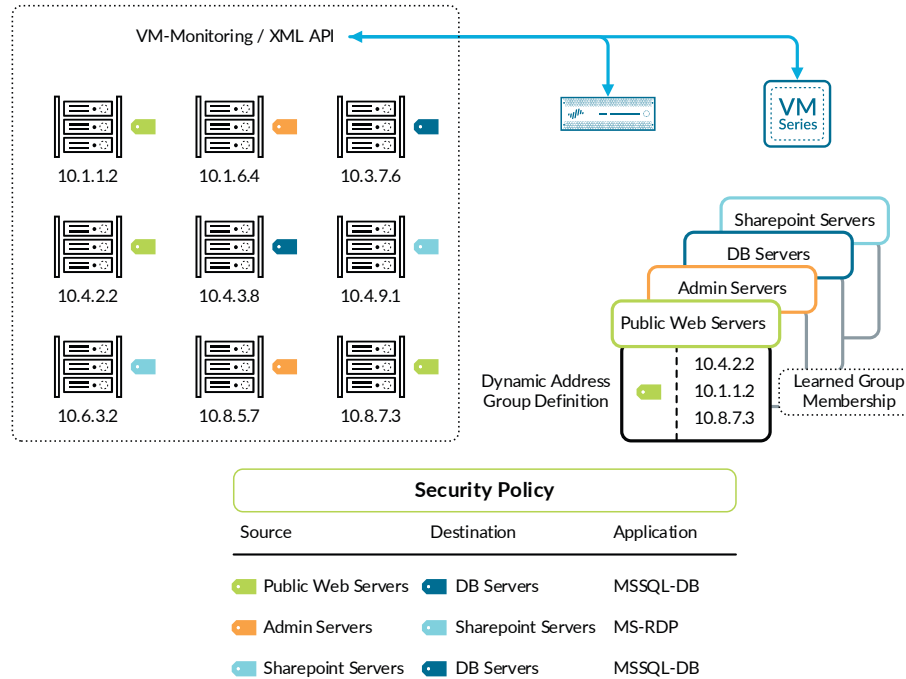 VM-Monitoring / XML API
VM
Series
10.1.1.2
10.1.6.4
10.3.7.6
10.4.2.2
10.4.3.8
10.4.9.1
10.6.3.2
10.8.5.7
10.8.7.3
Sharepoint Servers
DB Servers
Admin Servers
Public Web Servers
Dynamic Address
Group Definition
10.4.2.2
10.1.1.2
10.8.7.3
Learned Group
Membership
Security Policy
Source Destination Application
Public Web Servers DB Servers MSSQL-DB
Admin Servers Sharepoint Servers MS-RDP
Sharepoint Servers DB Servers MSSQL-DB